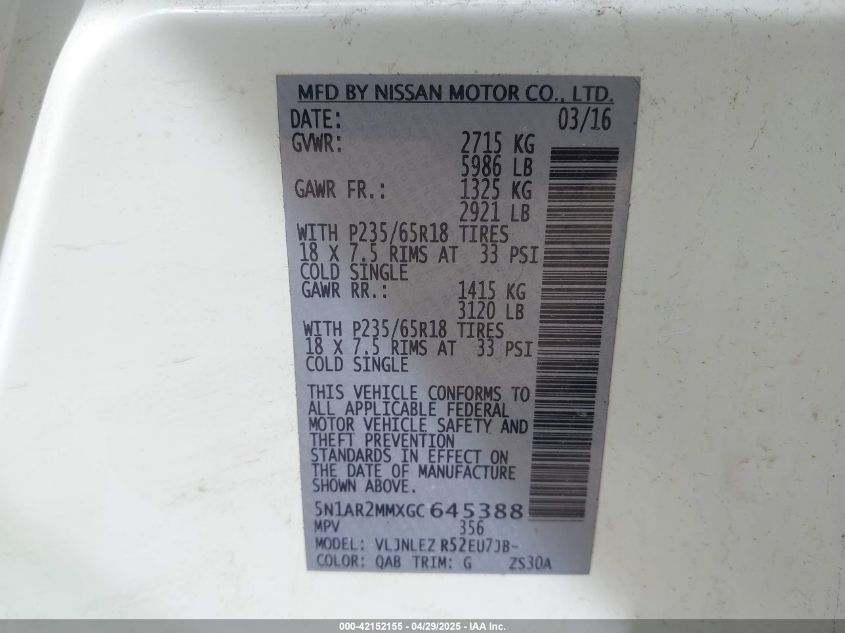 MFD BY NISSAN MOTOR CO., LTD.
DATE: 03/16
GVWR: 2715 KG
5986 LB
GAWR FR.: 1325 KG
2921 LB
WITH P235/65R18 TIRES
18 X 7.5 RIMS AT 33 PSI
COLD SINGLE
GAWR RR.: 1415 KG
3120 LB
WITH P235/65R18 TIRES
18 X 7.5 RIMS AT 33 PSI
COLD SINGLE
THIS VEHICLE CONFORMS TO
ALL APPLICABLE FEDERAL
MOTOR VEHICLE SAFETY AND
THEFT PREVENTION
STANDARDS IN EFFECT ON
THE DATE OF MANUFACTURE
SHOWN ABOVE.
5N1AR2MMXGC645388
MPV 356
MODEL: VLJNLEZ R52EU7JB-
COLOR: QAB TRIM: G ZS30A
000-42152155 - 04/29/2025 - IAA Inc.